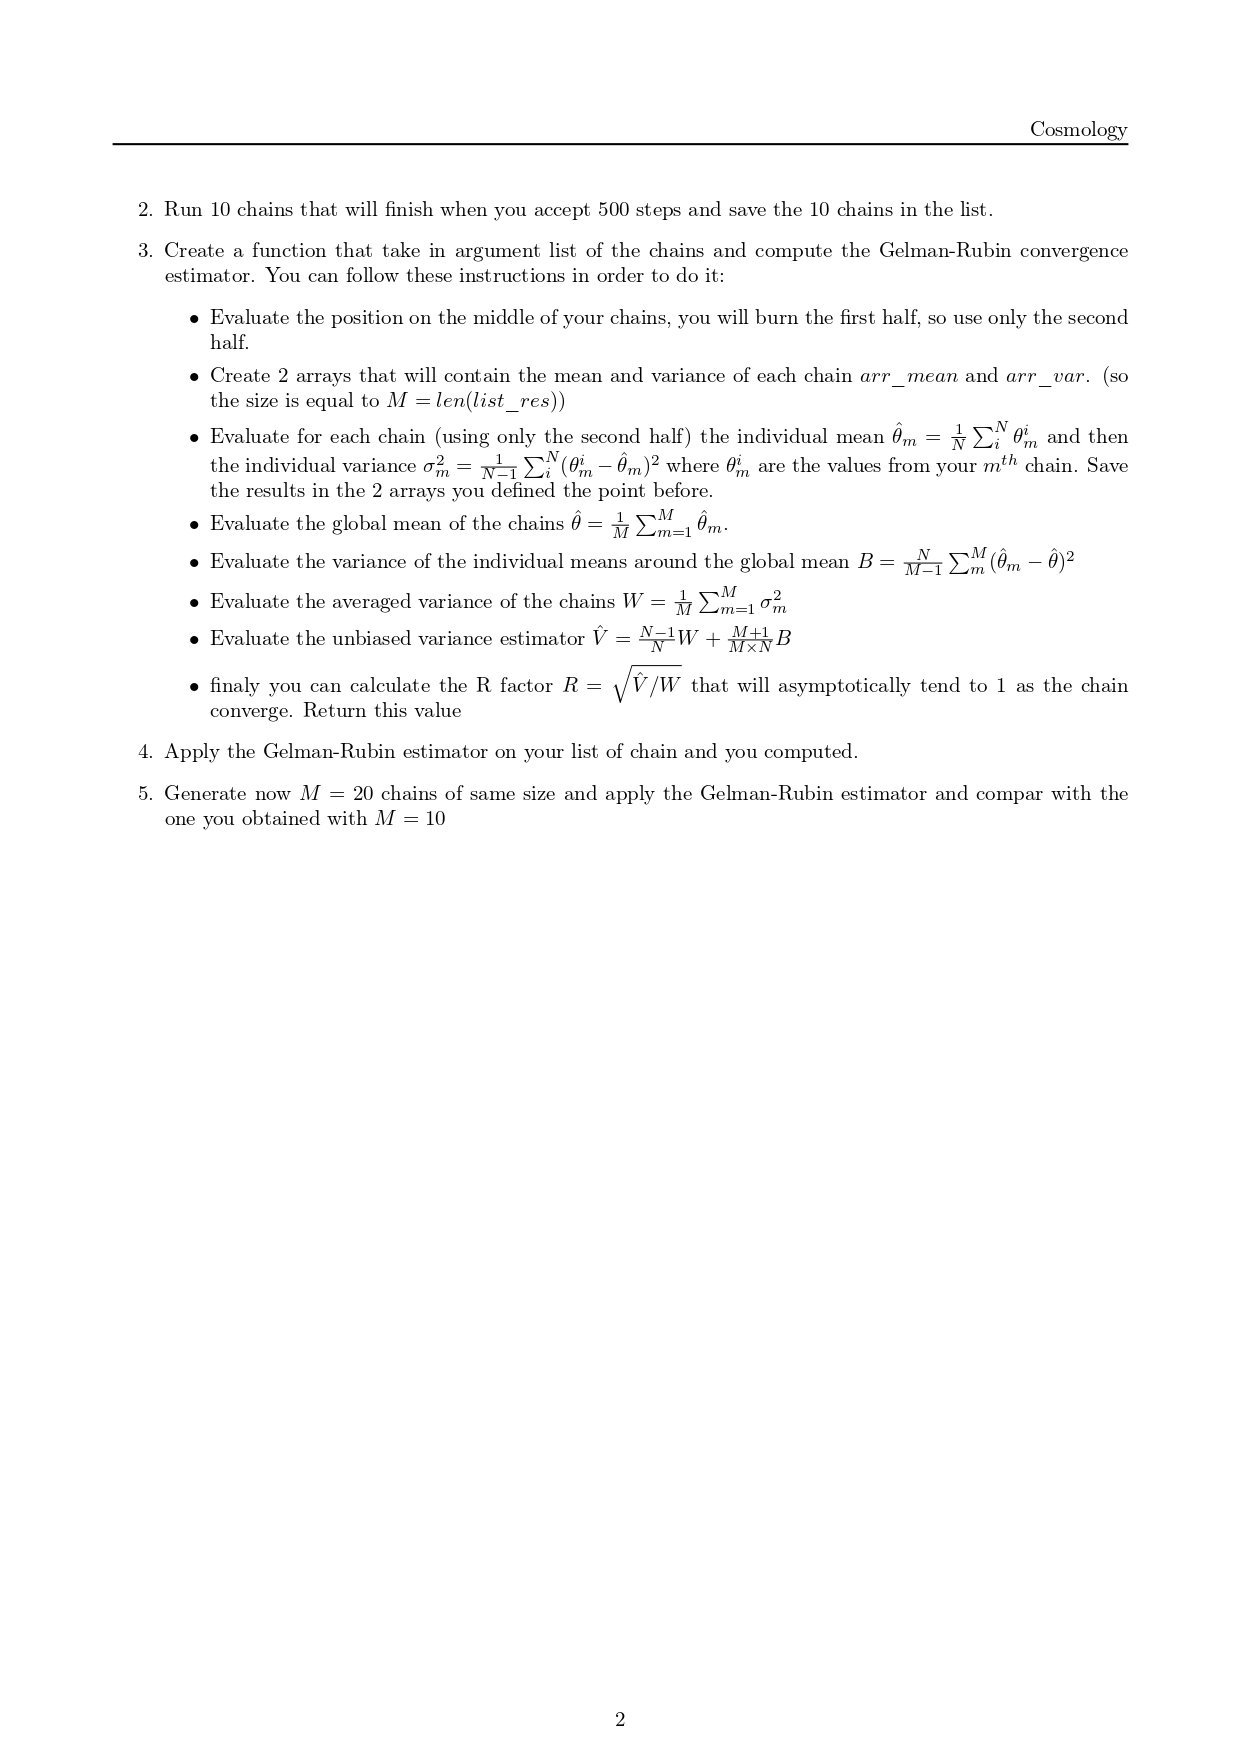 Cosmology
2. Run 10 chains that will finish when you accept 500 steps and save the 10 chains in the list.
3. Create a function that take in argument list of the chains and compute the Gelman-Rubin convergence
estimator. You can follow these instructions in order to do it:
• Evaluate the position on the middle of your chains, you will burn the first half, so use only the second
half.
• Create 2 arrays that will contain the mean and variance of each chain $arr\_mean$ and $arr\_var$. (so
the size is equal to $M = len(list\_res)$)
• Evaluate for each chain (using only the second half) the individual mean $\hat{\theta}_m = \frac{1}{N} \sum_i^N \theta_m^i$ and then
the individual variance $\sigma_m^2 = \frac{1}{N-1} \sum_i^N (\theta_m^i - \hat{\theta}_m)^2$ where $\theta_m^i$ are the values from your $m^{th}$ chain. Save
the results in the 2 arrays you defined the point before.
• Evaluate the global mean of the chains $\hat{\theta} = \frac{1}{M} \sum_{m=1}^M \hat{\theta}_m$.
• Evaluate the variance of the individual means around the global mean $B = \frac{N}{M-1} \sum_m^M (\hat{\theta}_m - \hat{\theta})^2$
• Evaluate the averaged variance of the chains $W = \frac{1}{M} \sum_{m=1}^M \sigma_m^2$
• Evaluate the unbiased variance estimator $\hat{V} = \frac{N-1}{N} W + \frac{M+1}{M \times N} B$
• finaly you can calculate the R factor $R = \sqrt{\hat{V}/W}$ that will asymptotically tend to 1 as the chain
converge. Return this value
4. Apply the Gelman-Rubin estimator on your list of chain and you computed.
5. Generate now $M = 20$ chains of same size and apply the Gelman-Rubin estimator and compar with the
one you obtained with $M = 10$
2